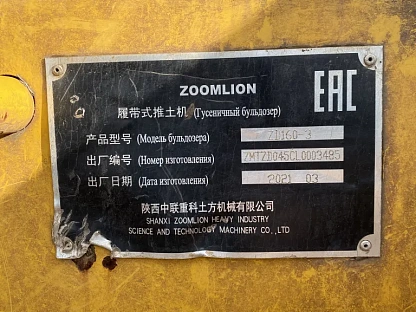 ZOOMLION
EAC
履带式推土机 (Гусеничный бульдозер)
产品型号 (Модель бульдозера) ZD160-3
出厂编号 (Номер изготовления) ZMTZD045CL0003485
出厂日期 (Дата изготовления) 2021 03
陕西中联重科土方机械有限公司
SHANXI ZOOMLION HEAVY INDUSTRY
SCIENCE AND TECHNOLOGY MACHINERY CO.,LTD